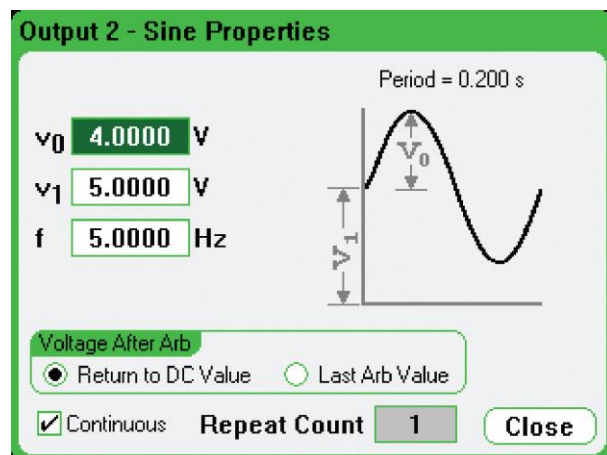 Output 2 - Sine Properties
Period = 0.200 s
v0 4.0000 V
v1 5.0000 V
f 5.0000 Hz
V0
V1
Voltage After Arb
Return to DC Value Last Arb Value
Continuous Repeat Count 1 Close